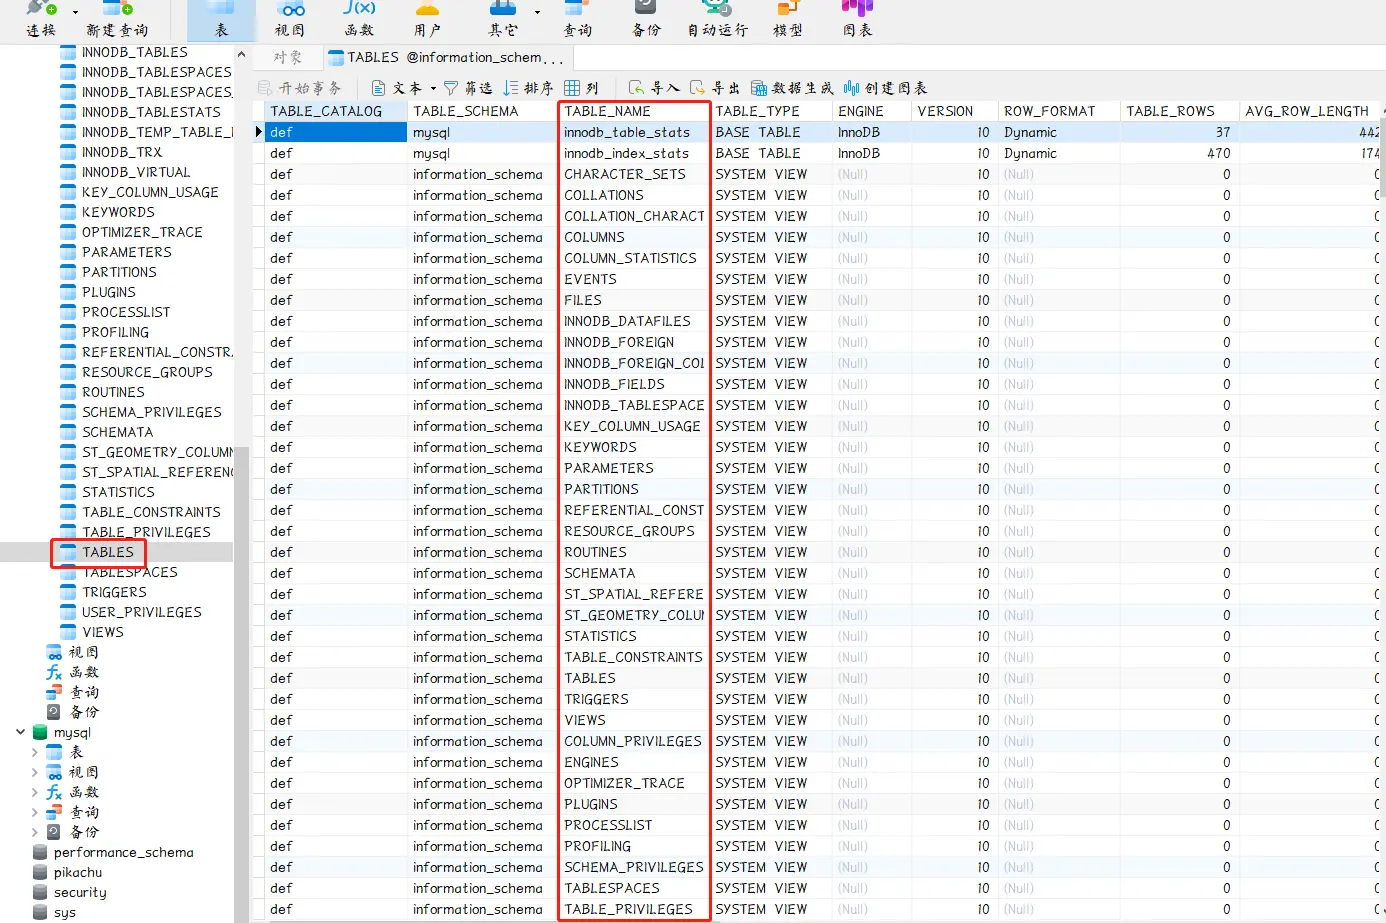 连接 新建查询 表 视图 函数 用户 其它 查询 备份 自动运行 模型 图表
INNODB_TABLES
INNODB_TABLESPACES
INNODB_TABLESPACES_
INNODB_TABLESTATS
INNODB_TEMP_TABLE_I
INNODB_TRX
INNODB_VIRTUAL
KEY_COLUMN_USAGE
KEYWORDS
OPTIMIZER_TRACE
PARAMETERS
PARTITIONS
PLUGINS
PROCESSLIST
PROFILING
REFERENTIAL_CONSTR
RESOURCE_GROUPS
ROUTINES
SCHEMA_PRIVILEGES
SCHEMATA
ST_GEOMETRY_COLUMN
ST_SPATIAL_REFERENC
STATISTICS
TABLE_CONSTRAINTS
TABLE_PRIVILEGES
TABLES
TABLESPACES
TRIGGERS
USER_PRIVILEGES
VIEWS
视图
函数
查询
备份
mysql
表
视图
函数
查询
备份
performance_schema
pikachu
security
sys
对象 TABLES @information_schem...
开始事务 文本 筛选 排序 列 导入 导出 数据生成 创建图表
TABLE_CATALOG TABLE_SCHEMA TABLE_NAME TABLE_TYPE ENGINE VERSION ROW_FORMAT TABLE_ROWS AVG_ROW_LENGTH
def mysql innodb_table_stats BASE TABLE InnoDB 10 Dynamic 37 442
def mysql innodb_index_stats BASE TABLE InnoDB 10 Dynamic 470 174
def information_schema CHARACTER_SETS SYSTEM VIEW (Null) 10 (Null) 0 0
def information_schema COLLATIONS SYSTEM VIEW (Null) 10 (Null) 0 0
def information_schema COLLATION_CHARACT SYSTEM VIEW (Null) 10 (Null) 0 0
def information_schema COLUMNS SYSTEM VIEW (Null) 10 (Null) 0 0
def information_schema COLUMN_STATISTICS SYSTEM VIEW (Null) 10 (Null) 0 0
def information_schema EVENTS SYSTEM VIEW (Null) 10 (Null) 0 0
def information_schema FILES SYSTEM VIEW (Null) 10 (Null) 0 0
def information_schema INNODB_DATAFILES SYSTEM VIEW (Null) 10 (Null) 0 0
def information_schema INNODB_FOREIGN SYSTEM VIEW (Null) 10 (Null) 0 0
def information_schema INNODB_FOREIGN_COL SYSTEM VIEW (Null) 10 (Null) 0 0
def information_schema INNODB_FIELDS SYSTEM VIEW (Null) 10 (Null) 0 0
def information_schema INNODB_TABLESPACE SYSTEM VIEW (Null) 10 (Null) 0 0
def information_schema KEY_COLUMN_USAGE SYSTEM VIEW (Null) 10 (Null) 0 0
def information_schema KEYWORDS SYSTEM VIEW (Null) 10 (Null) 0 0
def information_schema PARAMETERS SYSTEM VIEW (Null) 10 (Null) 0 0
def information_schema PARTITIONS SYSTEM VIEW (Null) 10 (Null) 0 0
def information_schema REFERENTIAL_CONST SYSTEM VIEW (Null) 10 (Null) 0 0
def information_schema RESOURCE_GROUPS SYSTEM VIEW (Null) 10 (Null) 0 0
def information_schema ROUTINES SYSTEM VIEW (Null) 10 (Null) 0 0
def information_schema SCHEMATA SYSTEM VIEW (Null) 10 (Null) 0 0
def information_schema ST_SPATIAL_REFERE SYSTEM VIEW (Null) 10 (Null) 0 0
def information_schema ST_GEOMETRY_COLUM SYSTEM VIEW (Null) 10 (Null) 0 0
def information_schema STATISTICS SYSTEM VIEW (Null) 10 (Null) 0 0
def information_schema TABLE_CONSTRAINTS SYSTEM VIEW (Null) 10 (Null) 0 0
def information_schema TABLES SYSTEM VIEW (Null) 10 (Null) 0 0
def information_schema TRIGGERS SYSTEM VIEW (Null) 10 (Null) 0 0
def information_schema VIEWS SYSTEM VIEW (Null) 10 (Null) 0 0
def information_schema COLUMN_PRIVILEGES SYSTEM VIEW (Null) 10 (Null) 0 0
def information_schema ENGINES SYSTEM VIEW (Null) 10 (Null) 0 0
def information_schema OPTIMIZER_TRACE SYSTEM VIEW (Null) 10 (Null) 0 0
def information_schema PLUGINS SYSTEM VIEW (Null) 10 (Null) 0 0
def information_schema PROCESSLIST SYSTEM VIEW (Null) 10 (Null) 0 0
def information_schema PROFILING SYSTEM VIEW (Null) 10 (Null) 0 0
def information_schema SCHEMA_PRIVILEGES SYSTEM VIEW (Null) 10 (Null) 0 0
def information_schema TABLESPACES SYSTEM VIEW (Null) 10 (Null) 0 0
def information_schema TABLE_PRIVILEGES SYSTEM VIEW (Null) 10 (Null) 0 0